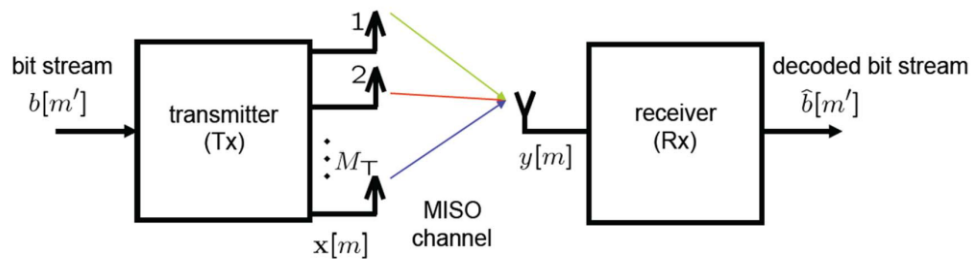 bit stream
b[m′]
transmitter
(Tx)
1
2
M_T
x[m]
MISO
channel
y[m]
receiver
(Rx)
decoded bit stream
b̂[m′]